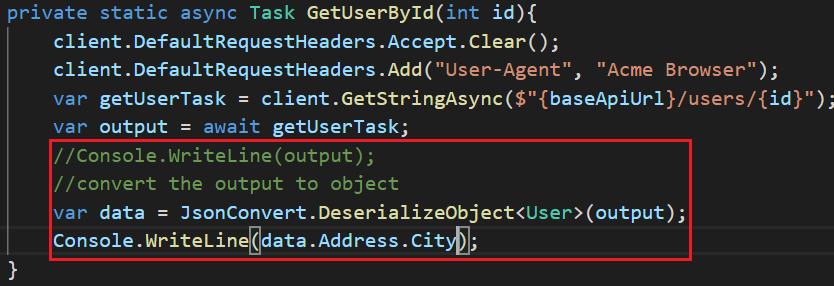 private static async Task GetUserById(int id){
client.DefaultRequestHeaders.Accept.Clear();
client.DefaultRequestHeaders.Add("User-Agent", "Acme Browser");
var getUserTask = client.GetStringAsync($"{baseApiUrl}/users/{id}");
var output = await getUserTask;
//Console.WriteLine(output);
//convert the output to object
var data = JsonConvert.DeserializeObject<User>(output);
Console.WriteLine(data.Address.City);
}